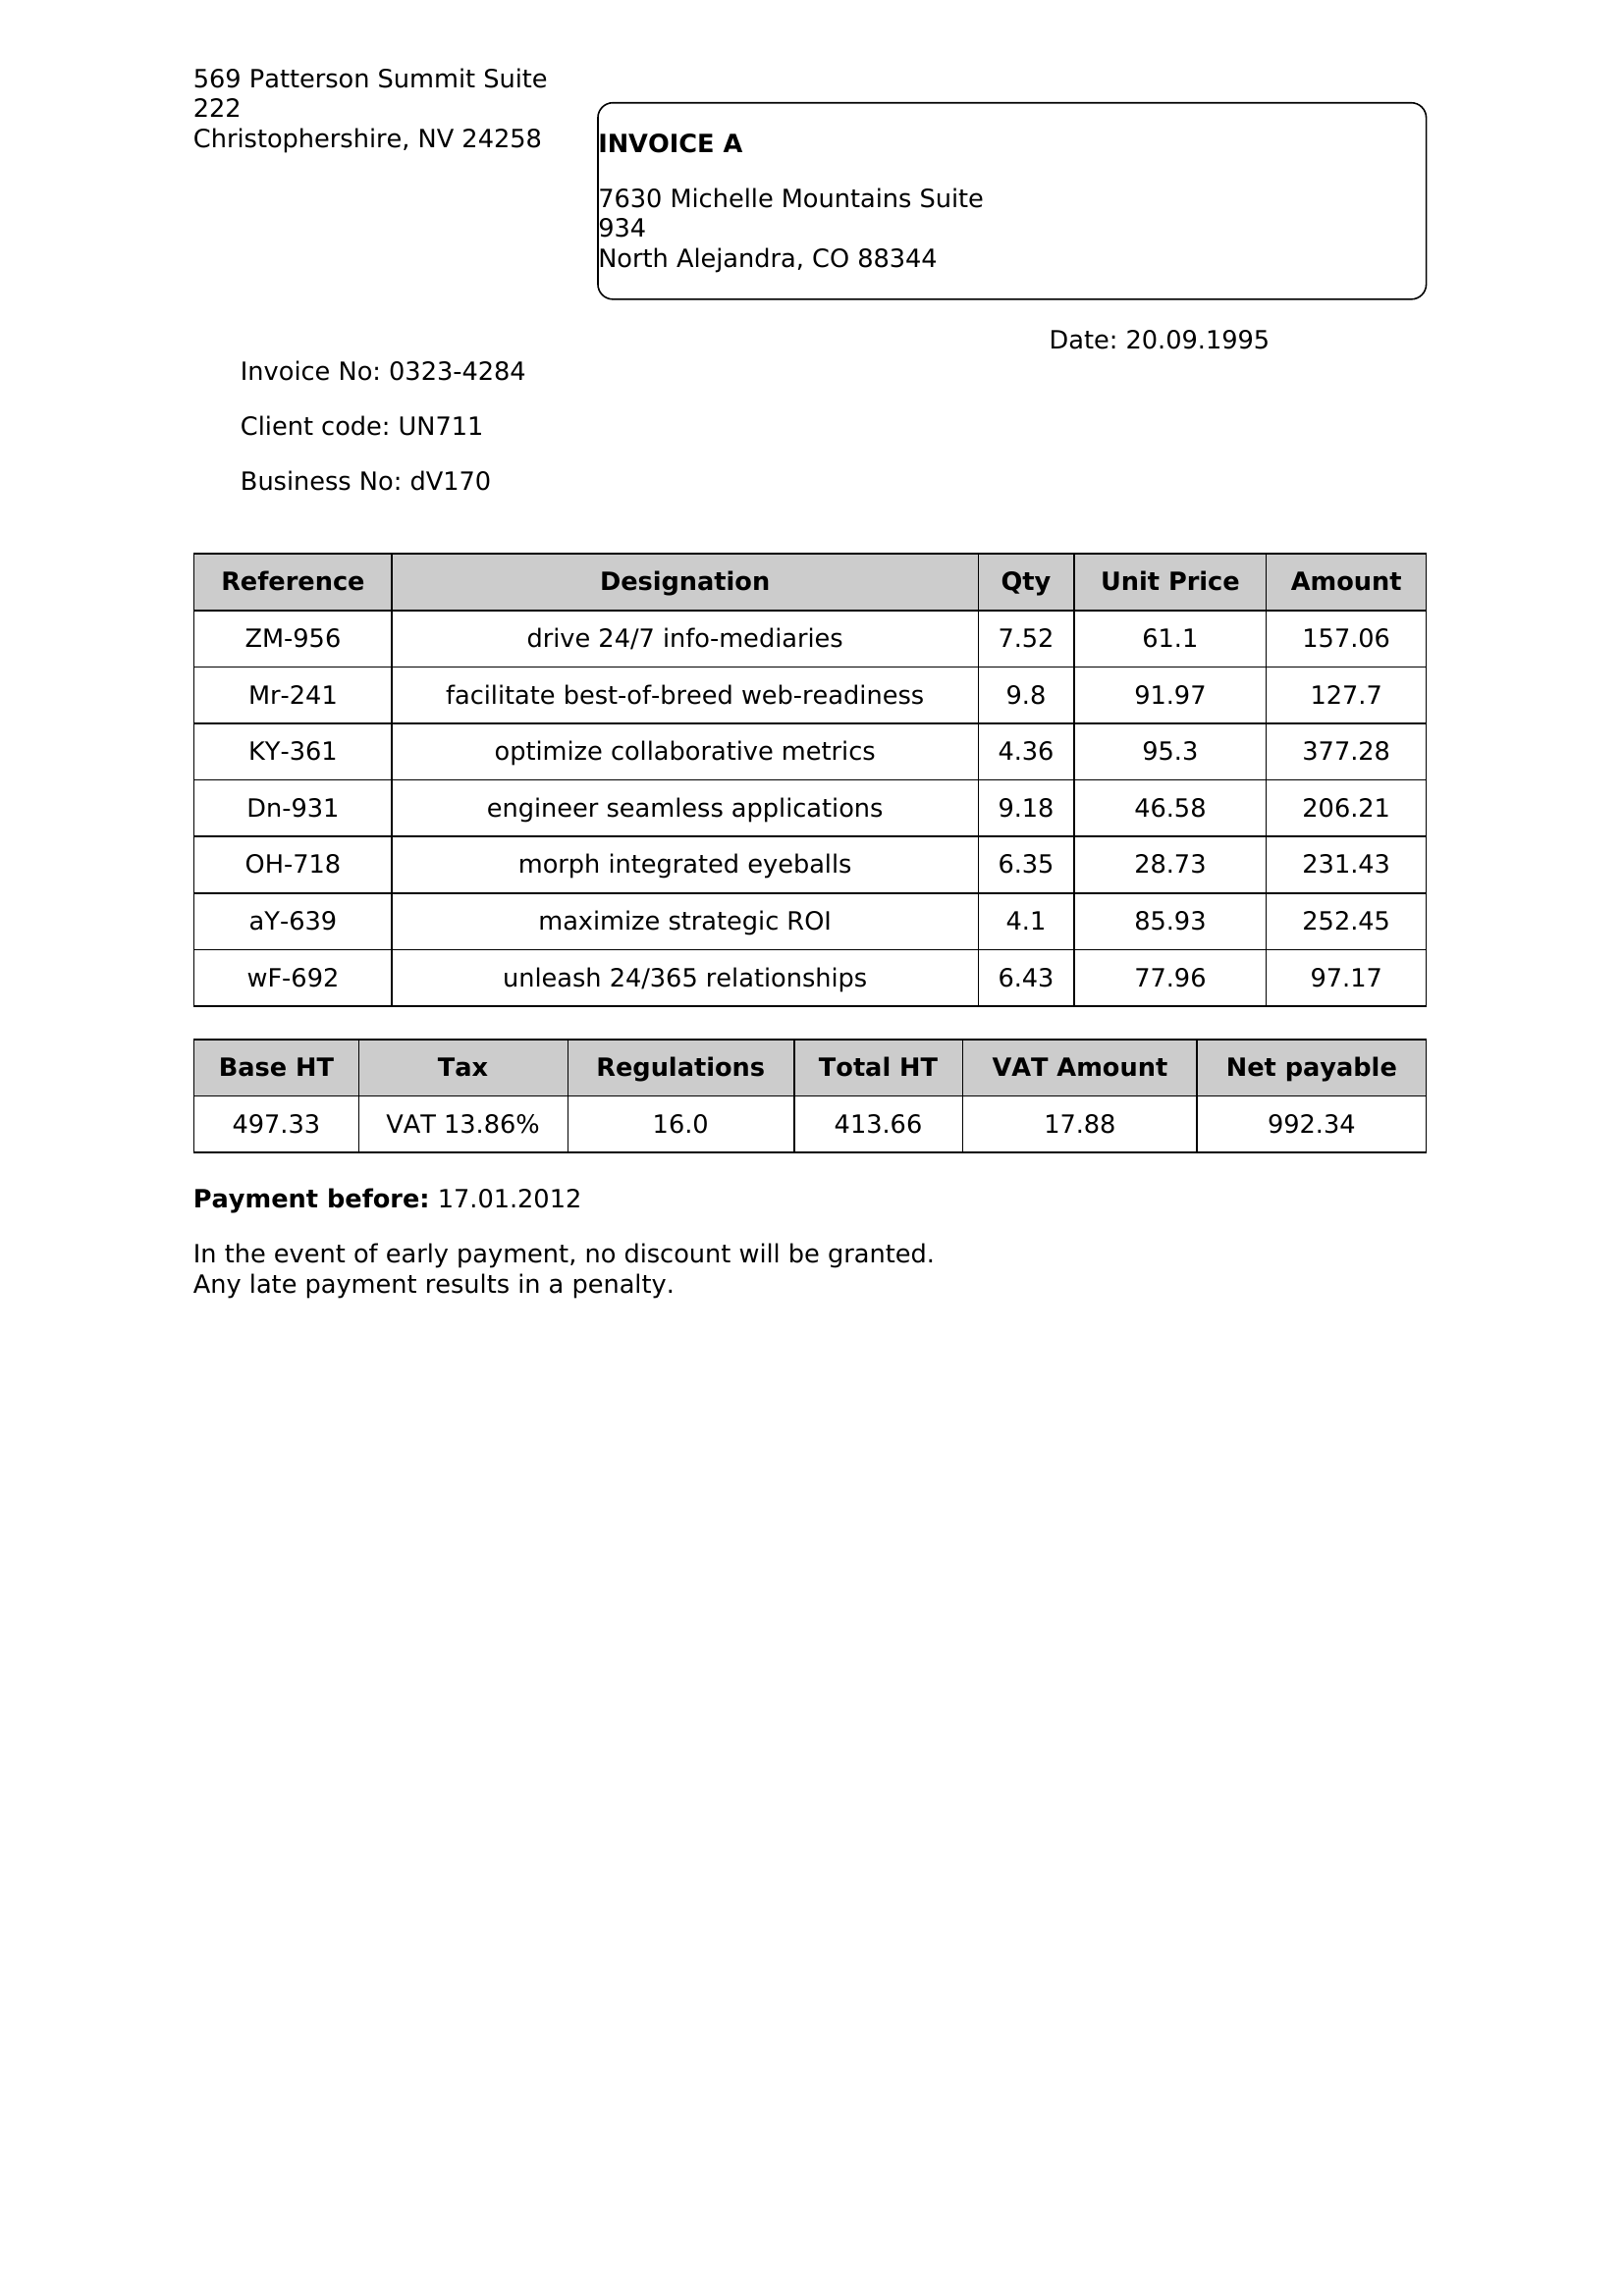 569 Patterson Summit Suite
222
Christophershire, NV 24258
INVOICE A
7630 Michelle Mountains Suite
934
North Alejandra, CO 88344
Date: 20.09.1995
Invoice No: 0323-4284
Client code: UN711
Business No: dV170
Reference Designation Qty Unit Price Amount
ZM-956 drive 24/7 info-mediaries 7.52 61.1 157.06
Mr-241 facilitate best-of-breed web-readiness 9.8 91.97 127.7
KY-361 optimize collaborative metrics 4.36 95.3 377.28
Dn-931 engineer seamless applications 9.18 46.58 206.21
OH-718 morph integrated eyeballs 6.35 28.73 231.43
aY-639 maximize strategic ROI 4.1 85.93 252.45
wF-692 unleash 24/365 relationships 6.43 77.96 97.17
Base HT Tax Regulations Total HT VAT Amount Net payable
497.33 VAT 13.86% 16.0 413.66 17.88 992.34
Payment before: 17.01.2012
In the event of early payment, no discount will be granted.
Any late payment results in a penalty.